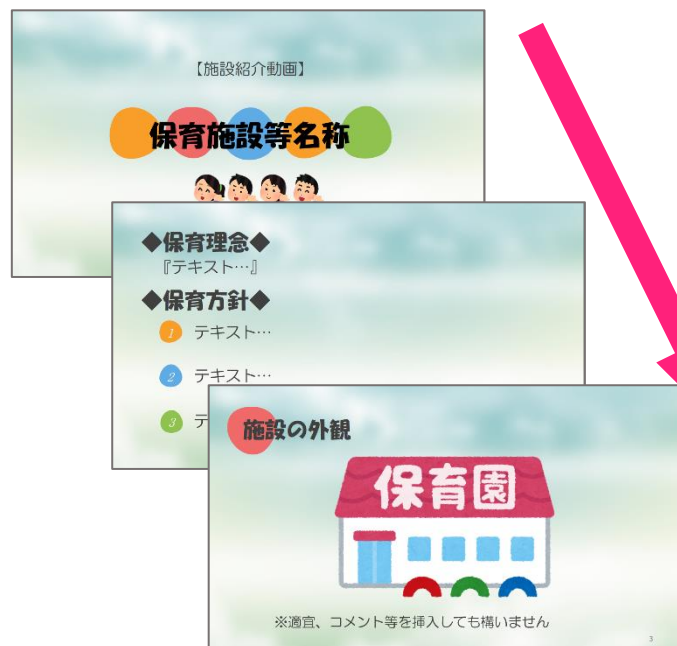 【施設紹介動画】
保育施設等名称
◆保育理念◆
『テキスト…』
◆保育方針◆
1 テキスト…
2 テキスト…
3 テ
施設の外観
保育園
※適宜、コメント等を挿入しても構いません
3